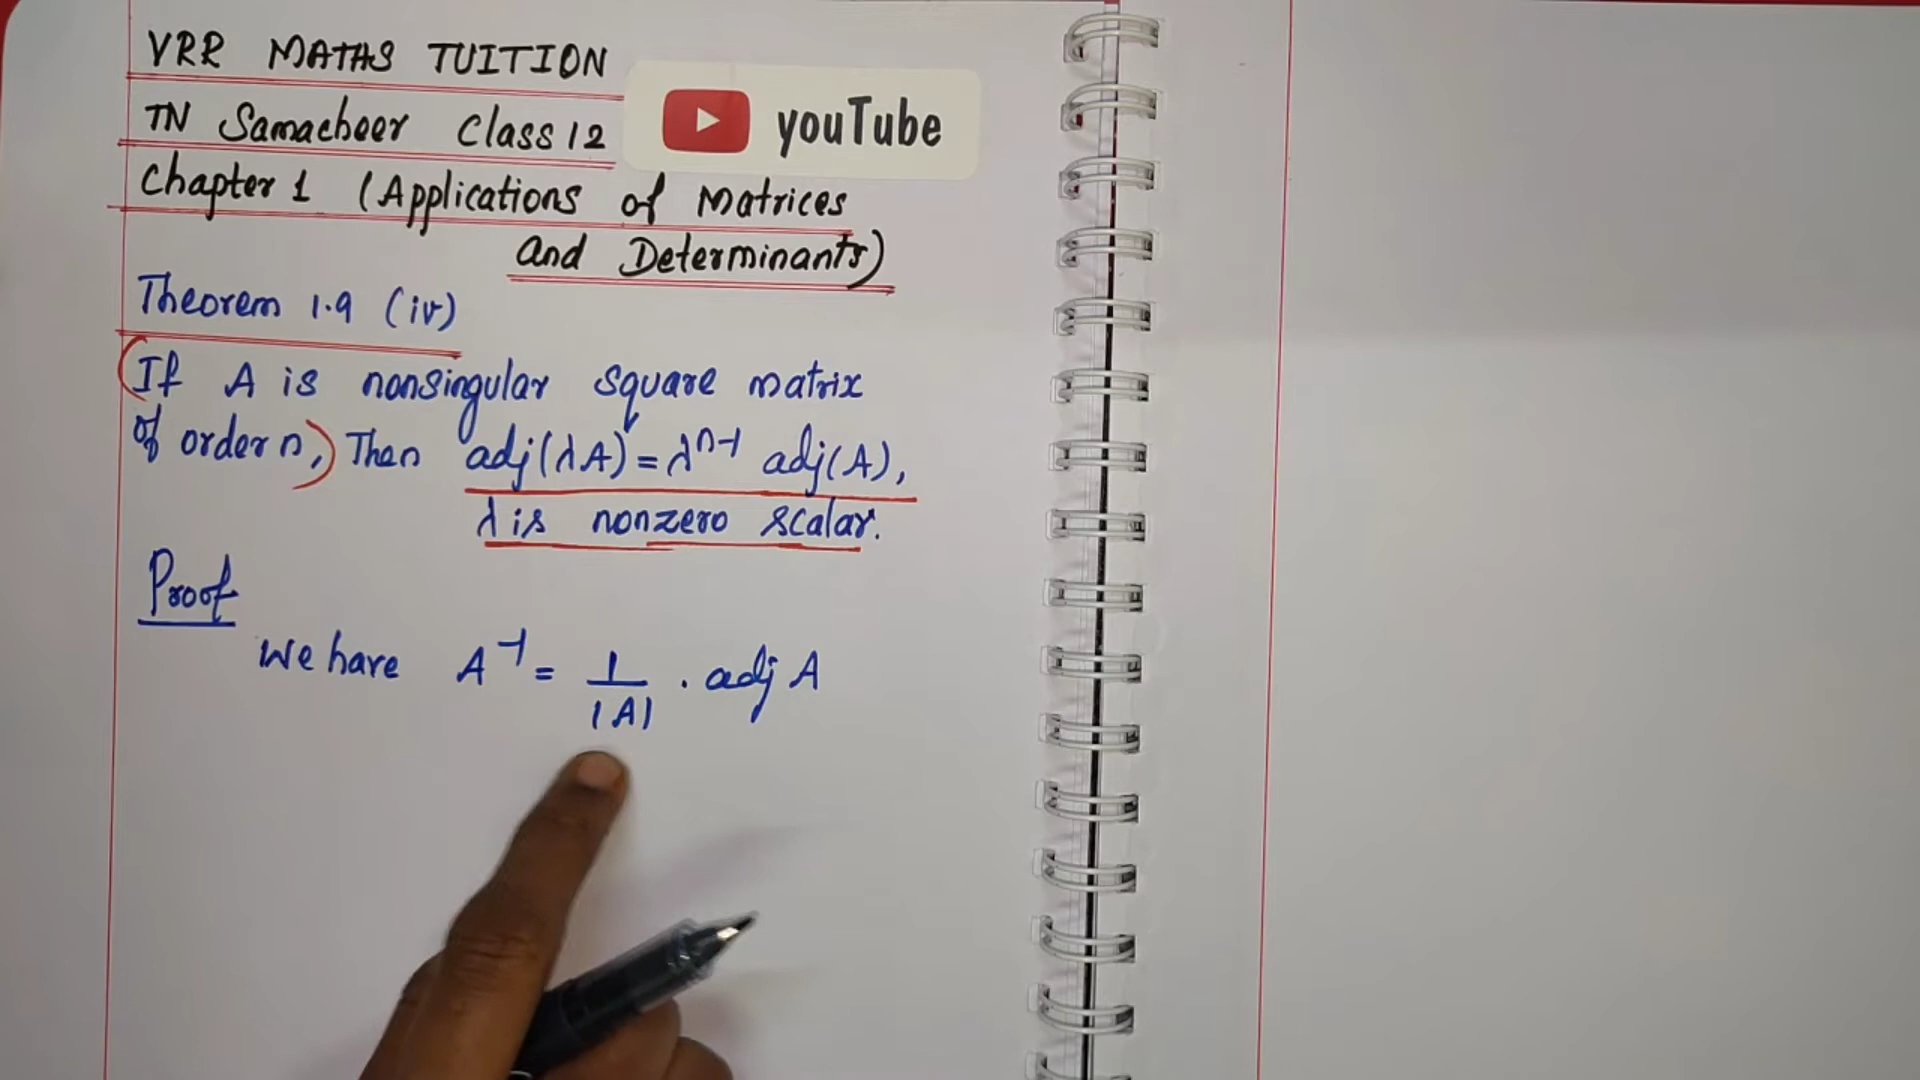 VRR MATHS TUITION
TN Samacheer Class 12
youTube
Chapter 1 (Applications of Matrices
and Determinants)
Theorem 1.9 (iv)
If A is nonsingular square matrix
of order n, Then adj(λA) = λⁿ⁻¹ adj(A),
λ is nonzero scalar.
Proof
We have A⁻¹ = 1/|A| . adj A